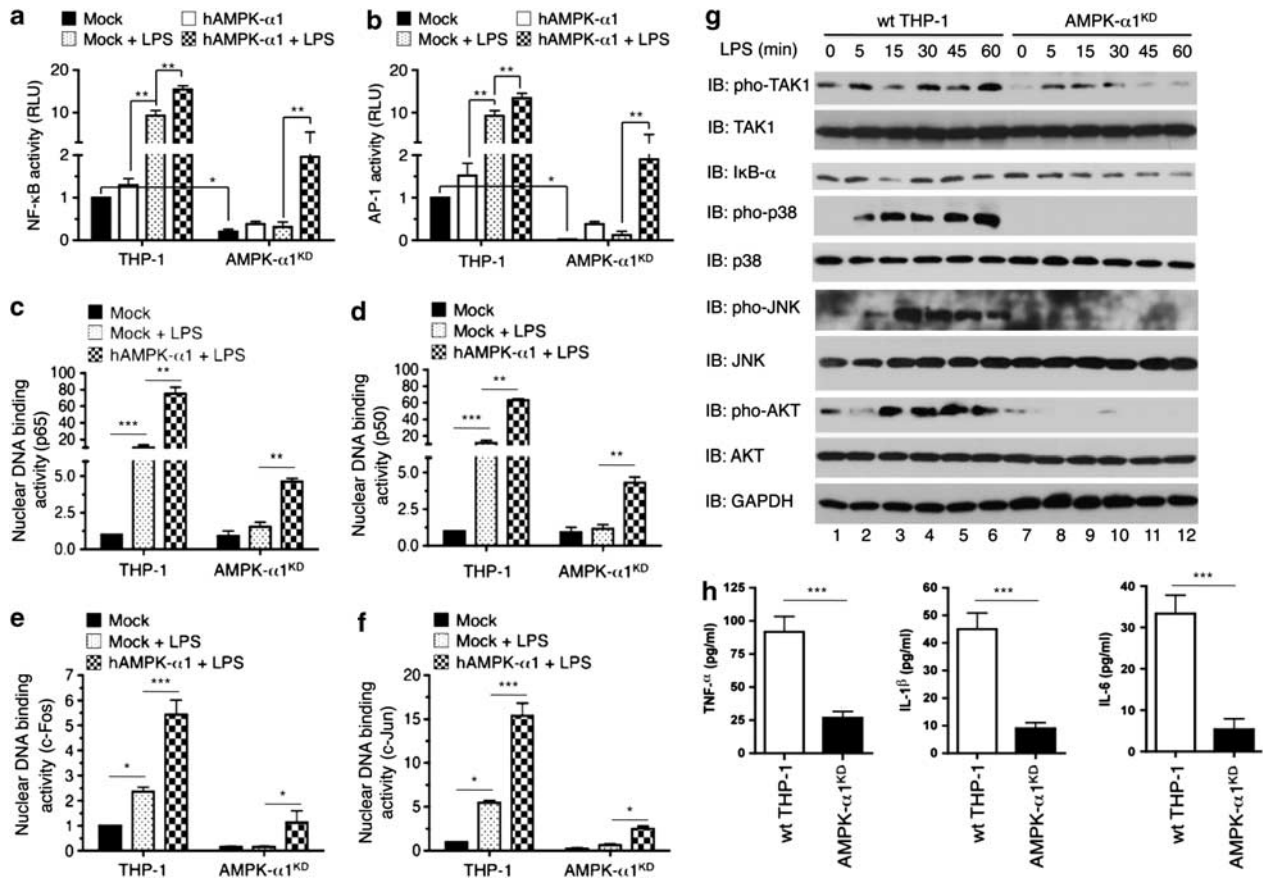 a
Mock
hAMPK-α1
Mock + LPS
hAMPK-α1 + LPS
NF-κB activity (RLU)
20
10
2
1
0
**
**
**
*
THP-1
AMPK-α1KD
b
Mock
hAMPK-α1
Mock + LPS
hAMPK-α1 + LPS
AP-1 activity (RLU)
20
10
2
1
0
**
**
**
*
THP-1
AMPK-α1KD
c
Mock
Mock + LPS
hAMPK-α1 + LPS
Nuclear DNA binding
activity (p65)
100
80
60
40
20
5.0
2.5
0.0
**
***
**
THP-1
AMPK-α1KD
d
Mock
Mock + LPS
hAMPK-α1 + LPS
Nuclear DNA binding
activity (p50)
100
80
60
40
20
5.0
2.5
0.0
**
***
**
THP-1
AMPK-α1KD
e
Mock
Mock + LPS
hAMPK-α1 + LPS
Nuclear DNA binding
activity (c-Fos)
7
6
5
4
3
2
1
0
***
*
*
THP-1
AMPK-α1KD
f
Mock
Mock + LPS
hAMPK-α1 + LPS
Nuclear DNA binding
activity (c-Jun)
20
15
10
5
0
***
*
*
THP-1
AMPK-α1KD
g
wt THP-1 AMPK-α1KD
LPS (min) 0 5 15 30 45 60 0 5 15 30 45 60
IB: pho-TAK1
IB: TAK1
IB: IκB-α
IB: pho-p38
IB: p38
IB: pho-JNK
IB: JNK
IB: pho-AKT
IB: AKT
IB: GAPDH
1 2 3 4 5 6 7 8 9 10 11 12
h
TNF-α (pg/ml)
125
100
75
50
25
0
***
wt THP-1
AMPK-α1KD
IL-1β (pg/ml)
60
50
40
30
20
10
0
***
wt THP-1
AMPK-α1KD
IL-6 (pg/ml)
40
30
20
10
0
***
wt THP-1
AMPK-α1KD